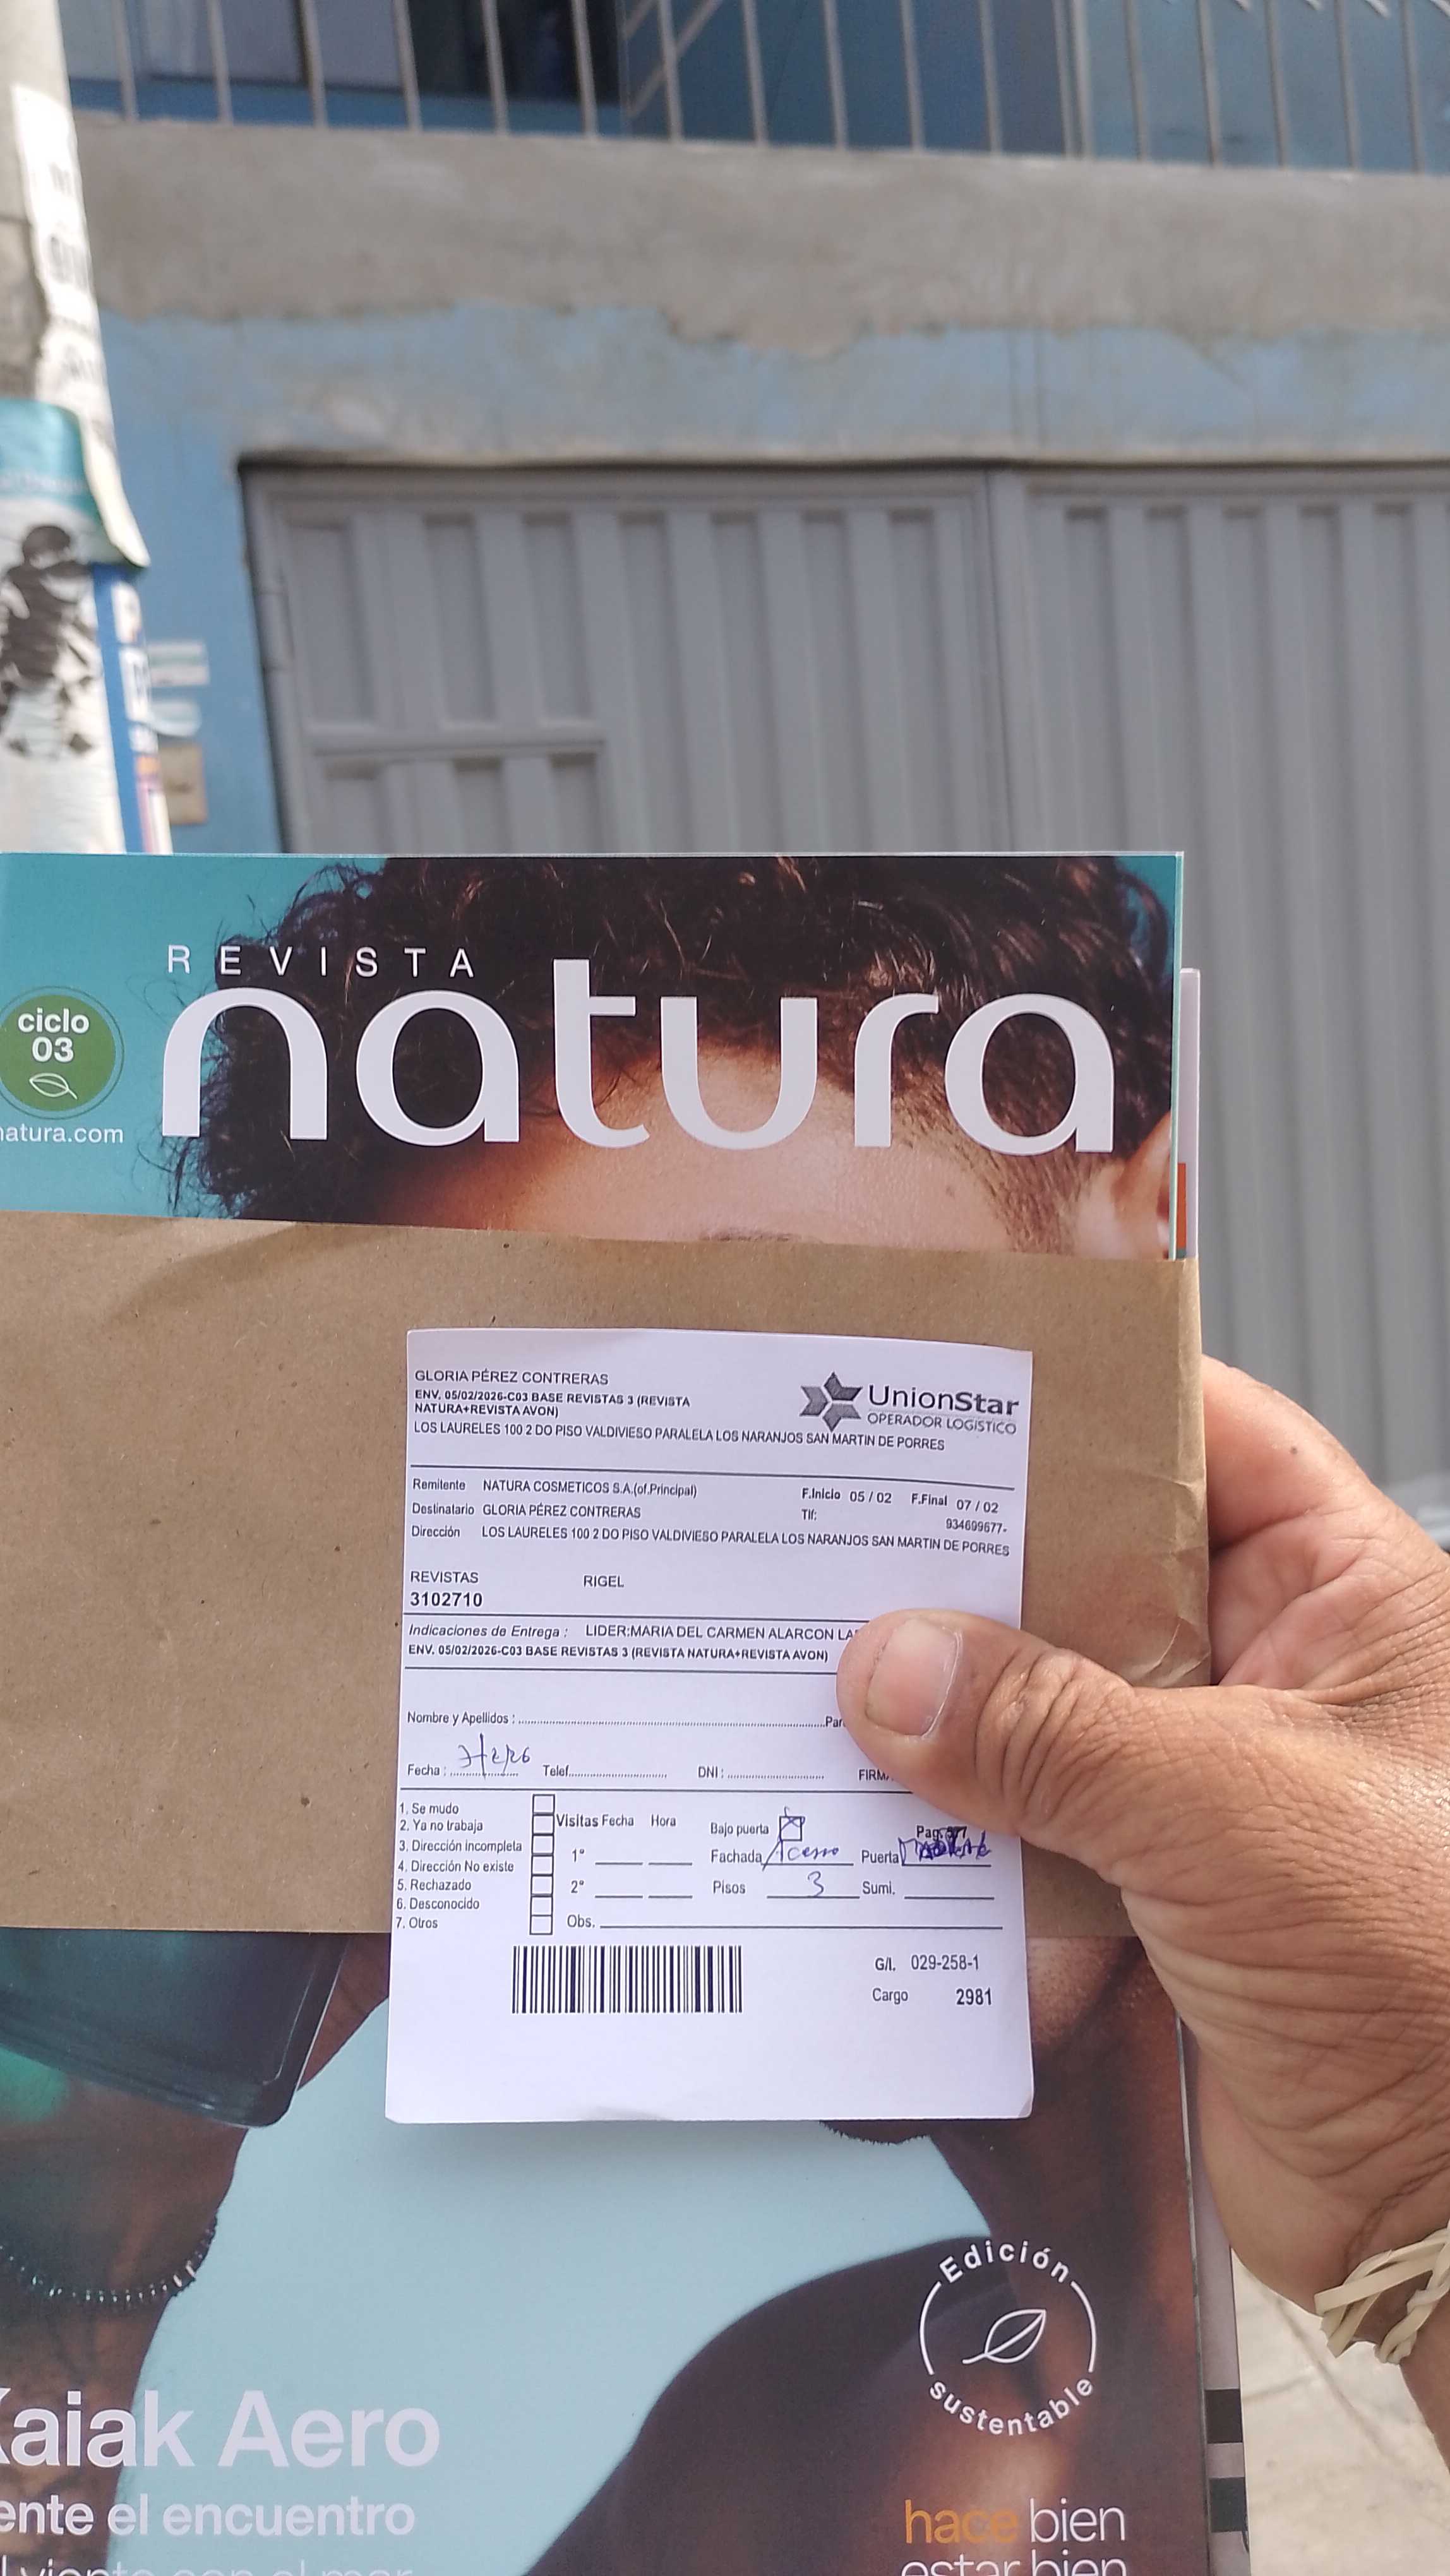 REVISTA
natura
ciclo
03
natura.com
GLORIA PÉREZ CONTRERAS
ENV. 05/02/2026-C03 BASE REVISTAS 3 (REVISTA
NATURA+REVISTA AVON)
UnionStar
OPERADOR LOGÍSTICO
LOS LAURELES 100 2 DO PISO VALDIVIESO PARALELA LOS NARANJOS SAN MARTIN DE PORRES
Remitente NATURA COSMETICOS S.A.(of.Principal) F.Inicio 05 / 02 F.Final 07 / 02
Destinatario GLORIA PÉREZ CONTRERAS Tlf: 934699677-
Dirección LOS LAURELES 100 2 DO PISO VALDIVIESO PARALELA LOS NARANJOS SAN MARTIN DE PORRES
REVISTAS RIGEL
3102710
Indicaciones de Entrega : LIDER:MARIA DEL CARMEN ALARCON
ENV. 05/02/2026-C03 BASE REVISTAS 3 (REVISTA NATURA+REVISTA AVON)
Nombre y Apellidos : Par
Fecha : Telef. DNI : FIRMA
1. Se mudo
2. Ya no trabaja
3. Dirección incompleta
4. Dirección No existe
5. Rechazado
6. Desconocido
7. Otros
Visitas Fecha Hora
1°
2°
Obs.
Bajo puerta
Fachada
Puerta
Pisos 3 Sumi.
G/l. 029-258-1
Cargo 2981
Edición
sustentable
Kaiak Aero
ente el encuentro
hace bien
estar bien